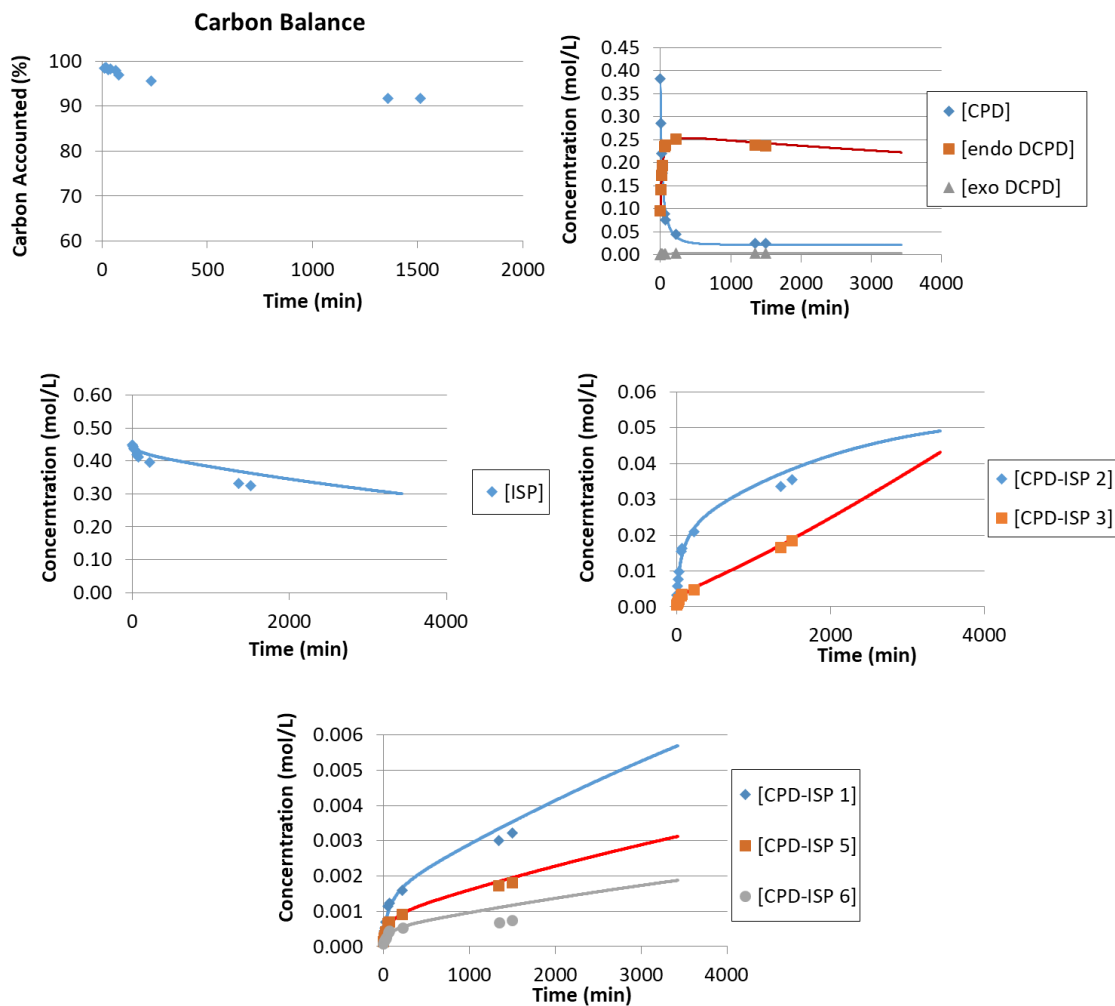 Carbon Balance
Carbon Accounted (%)
100
90
80
70
60
0 500 1000 1500 2000
Time (min)
Concerntration (mol/L)
0.45
0.40
0.35
0.30
0.25
0.20
0.15
0.10
0.05
0.00
0 1000 2000 3000 4000
Time (min)
[CPD]
[endo DCPD]
[exo DCPD]
Concerntration (mol/L)
0.60
0.50
0.40
0.30
0.20
0.10
0.00
0 2000 4000
Time (min)
[ISP]
Concerntration (mol/L)
0.06
0.05
0.04
0.03
0.02
0.01
0.00
0 2000 4000
Time (min)
[CPD-ISP 2]
[CPD-ISP 3]
Concerntration (mol/L)
0.006
0.005
0.004
0.003
0.002
0.001
0.000
0 1000 2000 3000 4000
Time (min)
[CPD-ISP 1]
[CPD-ISP 5]
[CPD-ISP 6]